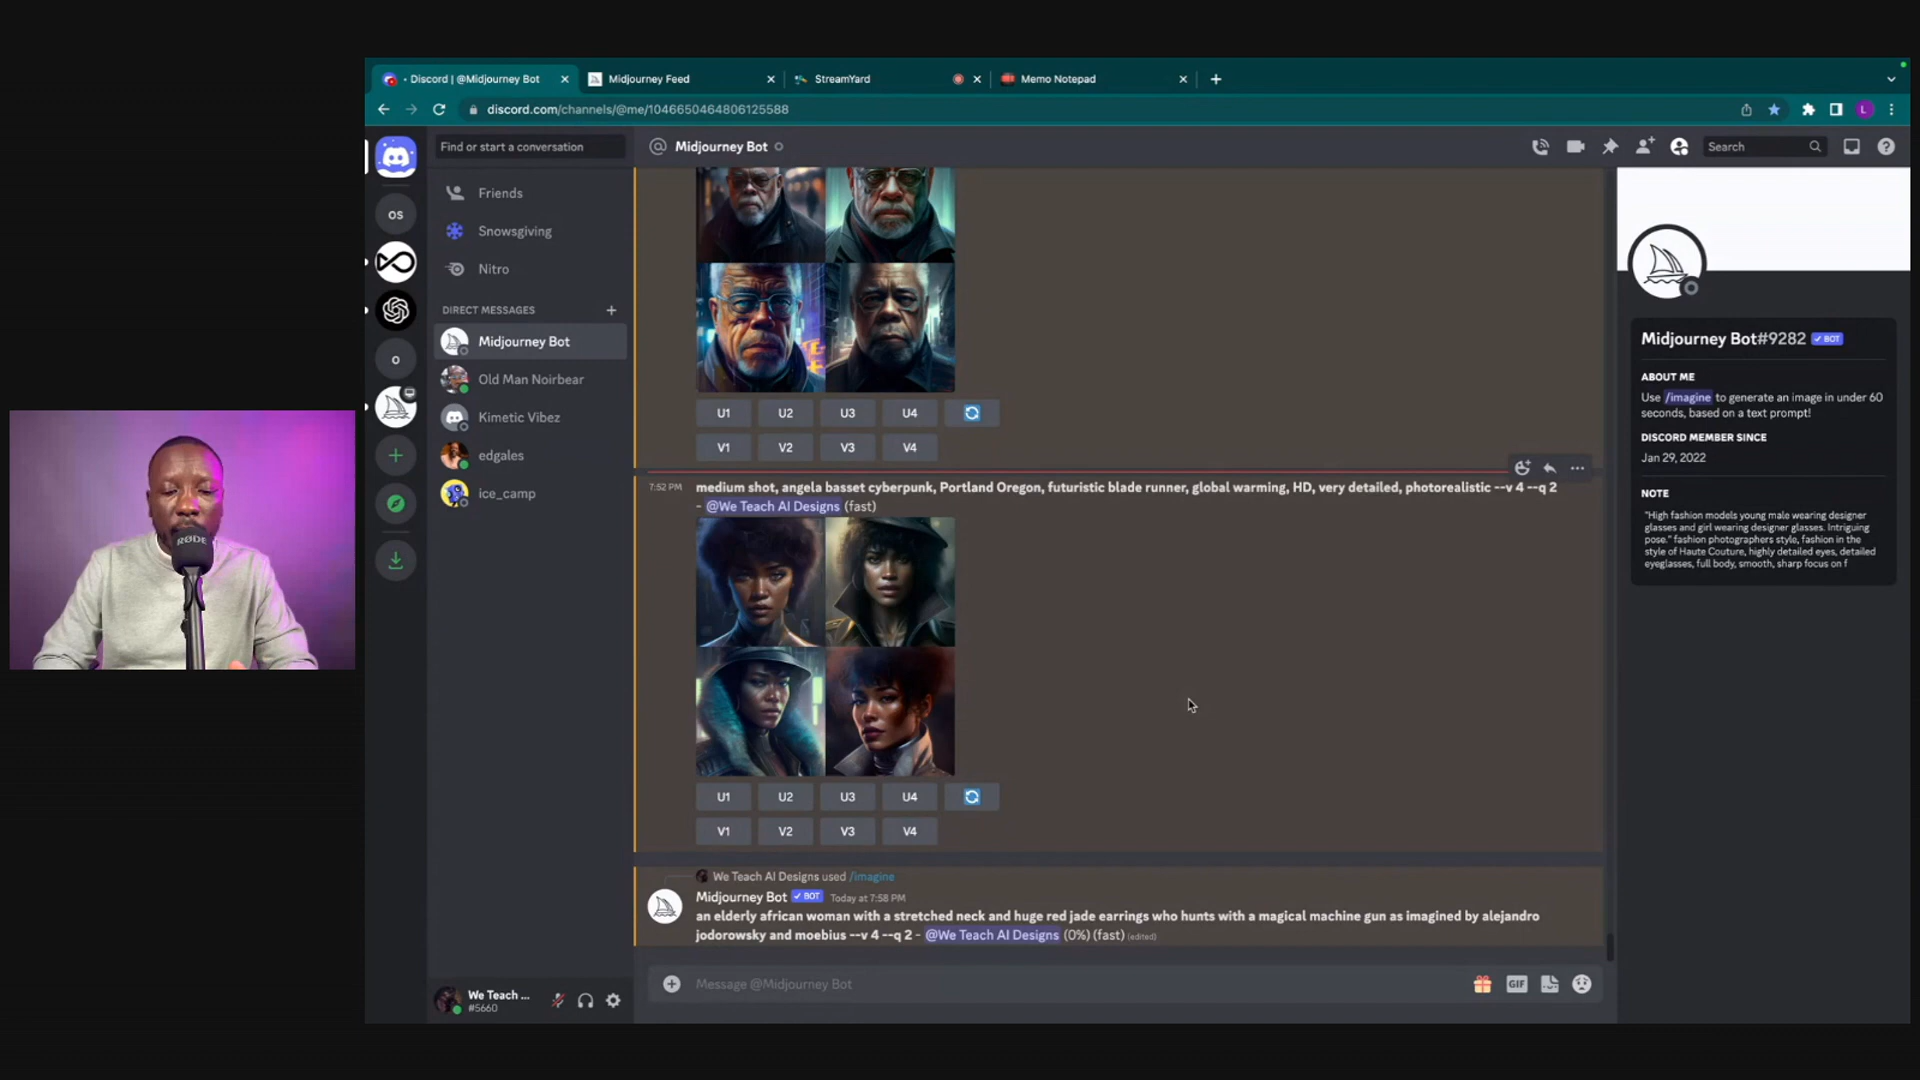 Discord | @Midjourney Bot
Midjourney Feed
StreamYard
Memo Notepad
discord.com/channels/@me/1046650464806125588
L
Find or start a conversation
Midjourney Bot
Search
OS
Friends
Snowsgiving
Nitro
DIRECT MESSAGES
Midjourney Bot
Old Man Noirbear
Kimetic Vibez
edgales
ice_camp
O
U1 U2 U3 U4
V1 V2 V3 V4
7:52 PM medium shot, angela basset cyberpunk, Portland Oregon, futuristic blade runner, global warming, HD, very detailed, photorealistic --v 4 --q 2
- @We Teach AI Designs (fast)
U1 U2 U3 U4
V1 V2 V3 V4
We Teach AI Designs used /imagine
Midjourney Bot BOT Today at 7:58 PM
an elderly african woman with a stretched neck and huge red jade earrings who hunts with a magical machine gun as imagined by alejandro
jodorowsky and moebius --v 4 --q 2 - @We Teach AI Designs (0%) (fast) (edited)
Message @Midjourney Bot
GIF
We Teach ...
#5660
Midjourney Bot#9282 BOT
ABOUT ME
Use /imagine to generate an image in under 60
seconds, based on a text prompt!
DISCORD MEMBER SINCE
Jan 29, 2022
NOTE
"High fashion models young male wearing designer
glasses and girl wearing designer glasses. Intriguing
pose." fashion photographers style, fashion in the
style of Haute Couture, highly detailed eyes, detailed
eyeglasses, full body, smooth, sharp focus on f
RØDE